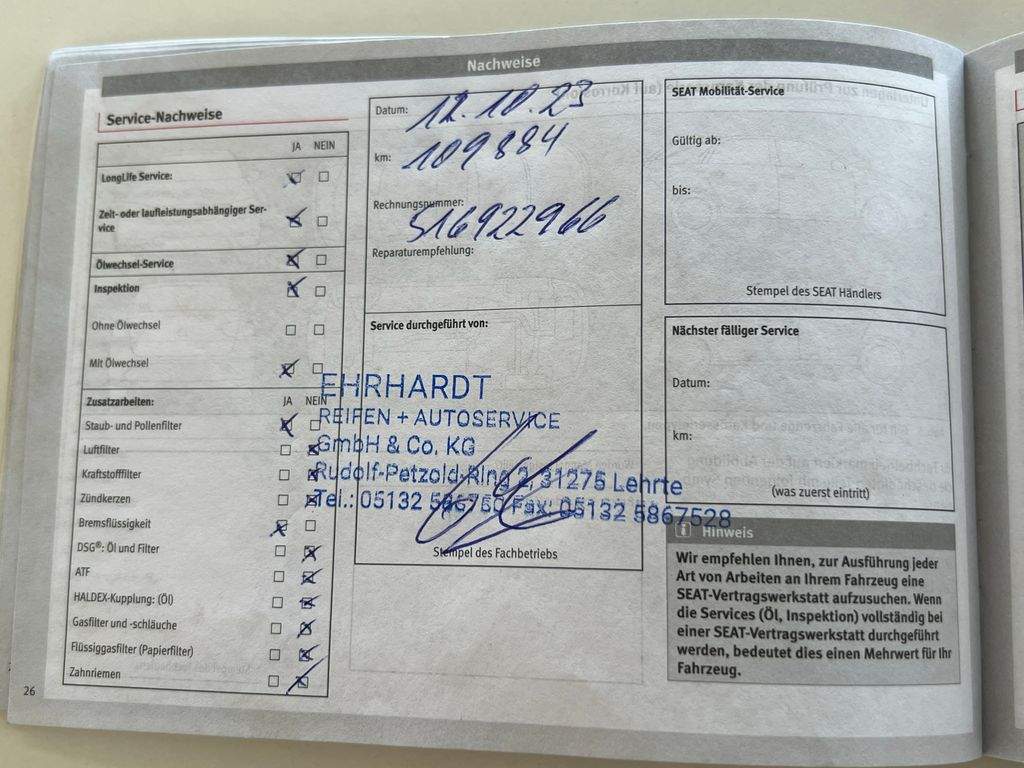 Nachweise
Service-Nachweise
JA NEIN
LongLife Service:
Zeit- oder laufleistungsabhängiger Ser-
vice
Ölwechsel-Service
Inspektion
Ohne Ölwechsel
Mit Ölwechsel
Zusatzarbeiten: JA NEIN
Staub- und Pollenfilter
Luftfilter
Kraftstofffilter
Zündkerzen
Bremsflüssigkeit
DSG®: Öl und Filter
ATF
HALDEX-Kupplung: (Öl)
Gasfilter und -schläuche
Flüssiggasfilter (Papierfilter)
Zahnriemen
26
Datum: 12.10.23
km: 109884
Rechnungsnummer:
516922966
Reparaturempfehlung:
Service durchgeführt von:
EHRHARDT
REIFEN + AUTOSERVICE
GmbH & Co. KG
Rudolf-Petzold-Ring 2, 31275 Lehrte
Tel.: 05132 586750 Fax: 05132 5867528
Stempel des Fachbetriebs
SEAT Mobilität-Service
Gültig ab:
bis:
Stempel des SEAT Händlers
Nächster fälliger Service
Datum:
km:
(was zuerst eintritt)
Hinweis
Wir empfehlen Ihnen, zur Ausführung jeder
Art von Arbeiten an Ihrem Fahrzeug eine
SEAT-Vertragswerkstatt aufzusuchen. Wenn
die Services (Öl, Inspektion) vollständig bei
einer SEAT-Vertragswerkstatt durchgeführt
werden, bedeutet dies einen Mehrwert für Ihr
Fahrzeug.